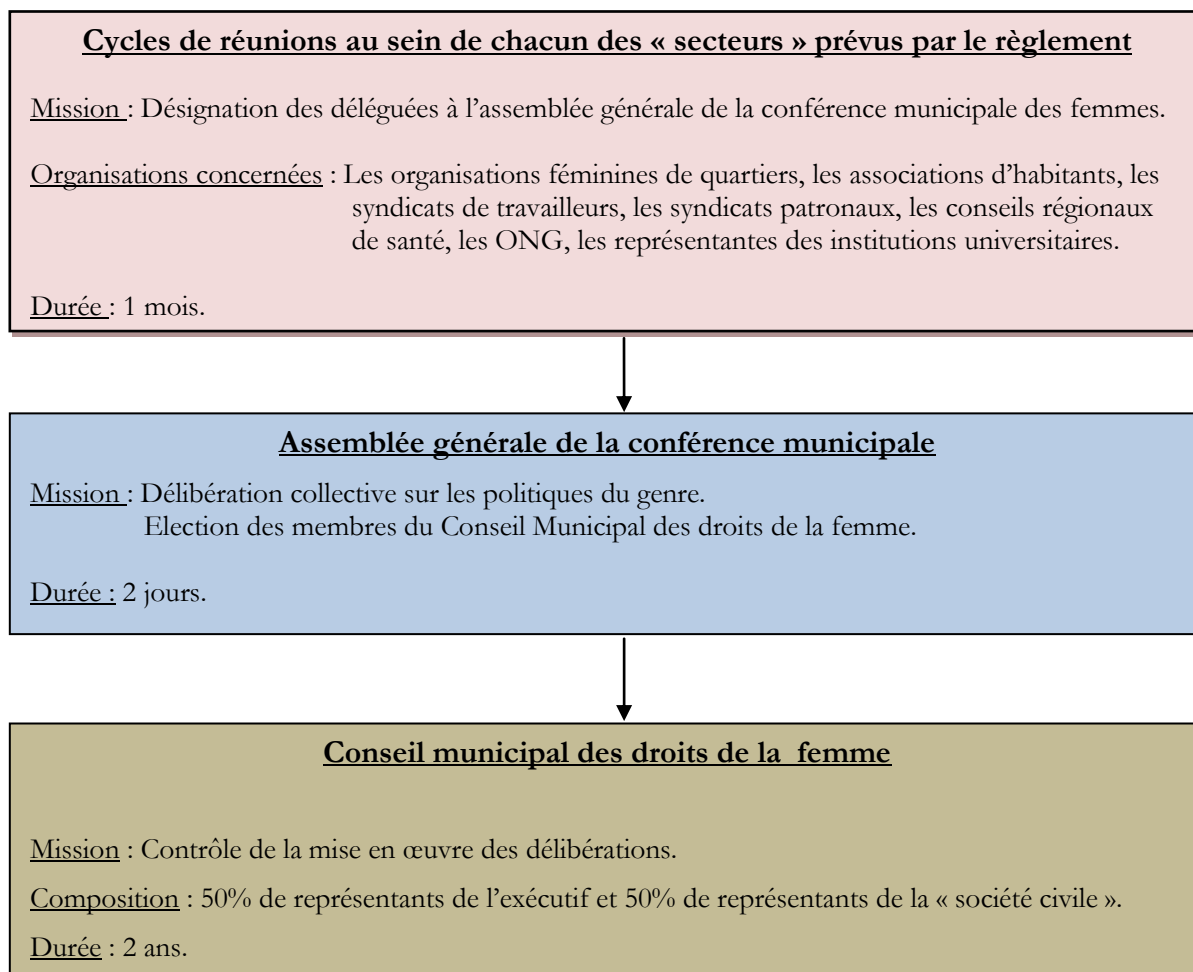 Cycles de réunions au sein de chacun des « secteurs » prévus par le règlement
Mission : Désignation des déléguées à l’assemblée générale de la conférence municipale des femmes.
Organisations concernées : Les organisations féminines de quartiers, les associations d’habitants, les
syndicats de travailleurs, les syndicats patronaux, les conseils régionaux
de santé, les ONG, les représentantes des institutions universitaires.
Durée : 1 mois.
Assemblée générale de la conférence municipale
Mission : Délibération collective sur les politiques du genre.
Election des membres du Conseil Municipal des droits de la femme.
Durée : 2 jours.
Conseil municipal des droits de la femme
Mission : Contrôle de la mise en œuvre des délibérations.
Composition : 50% de représentants de l’exécutif et 50% de représentants de la « société civile ».
Durée : 2 ans.